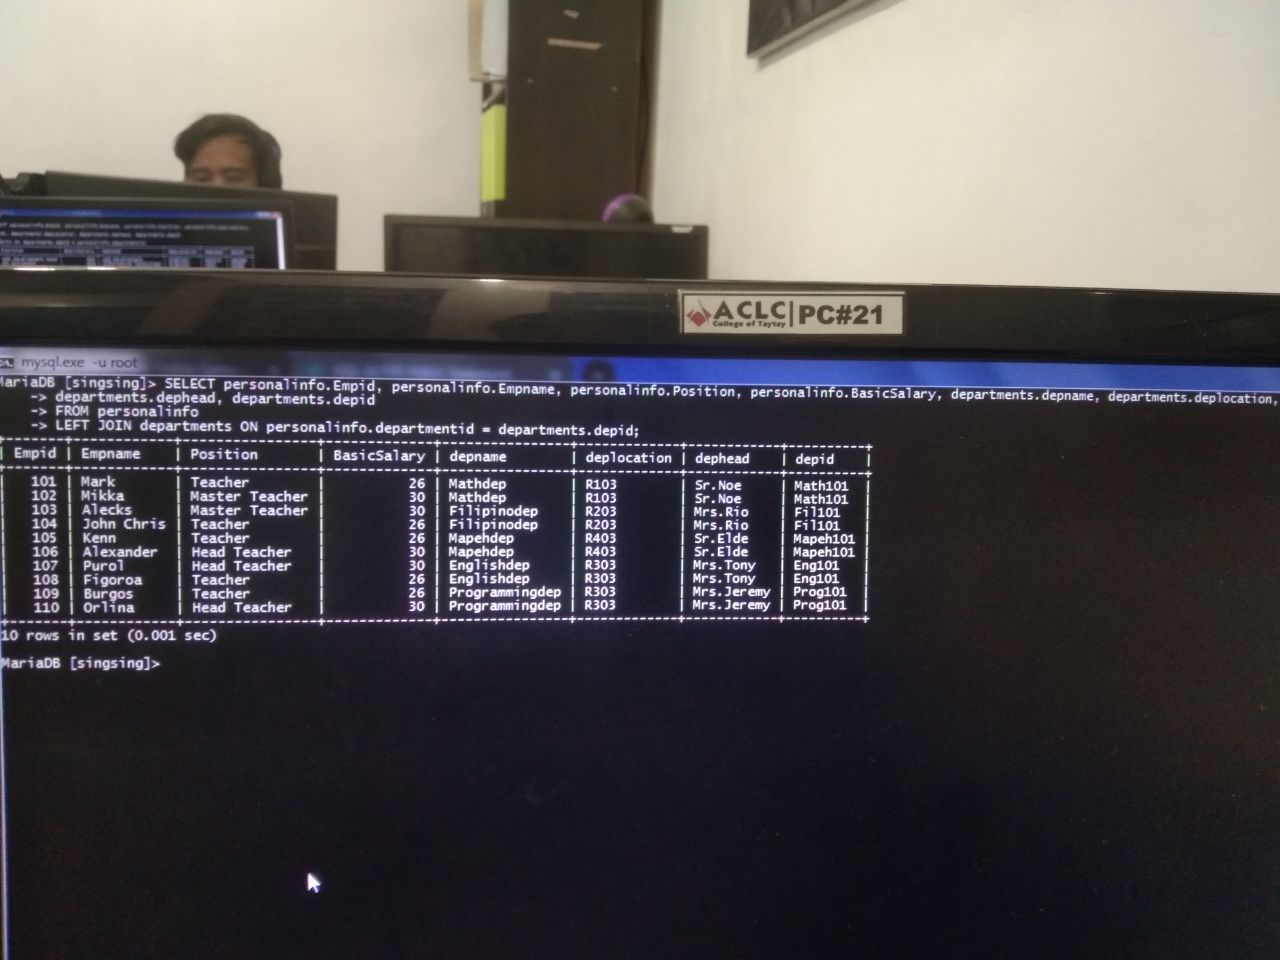 ACLC College of Taytay PC#21
mysql.exe -u root
MariaDB [singsing]> SELECT personalinfo.Empid, personalinfo.Empname, personalinfo.Position, personalinfo.BasicSalary, departments.depname, departments.deplocation,
-> departments.dephead, departments.depid
-> FROM personalinfo
-> LEFT JOIN departments ON personalinfo.departmentid = departments.depid;
| Empid | Empname | Position | BasicSalary | depname | deplocation | dephead | depid |
| 101 | Mark | Teacher | 26 | Mathdep | R103 | Sr.Noe | Math101 |
| 102 | Mikka | Master Teacher | 30 | Mathdep | R103 | Sr.Noe | Math101 |
| 103 | Alecks | Master Teacher | 30 | Filipinodep | R203 | Mrs.Rio | Fil101 |
| 104 | John Chris | Teacher | 26 | Filipinodep | R203 | Mrs.Rio | Fil101 |
| 105 | Kenn | Teacher | 26 | Mapehdep | R403 | Sr.Elde | Mapeh101 |
| 106 | Alexander | Head Teacher | 30 | Mapehdep | R403 | Sr.Elde | Mapeh101 |
| 107 | Purol | Head Teacher | 30 | Englishdep | R303 | Mrs.Tony | Eng101 |
| 108 | Figoroa | Teacher | 26 | Englishdep | R303 | Mrs.Tony | Eng101 |
| 109 | Burgos | Teacher | 26 | Programmingdep | R303 | Mrs.Jeremy | Prog101 |
| 110 | Orlina | Head Teacher | 30 | Programmingdep | R303 | Mrs.Jeremy | Prog101 |
10 rows in set (0.001 sec)
MariaDB [singsing]>